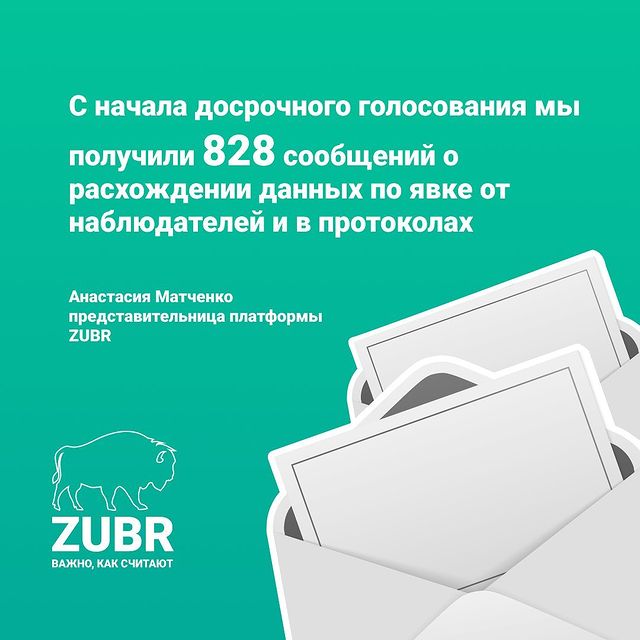 С начала досрочного голосования мы
получили 828 сообщений о
расхождении данных по явке от
наблюдателей и в протоколах
Анастасия Матченко
представительница платформы
ZUBR
ZUBR
ВАЖНО, КАК СЧИТАЮТ